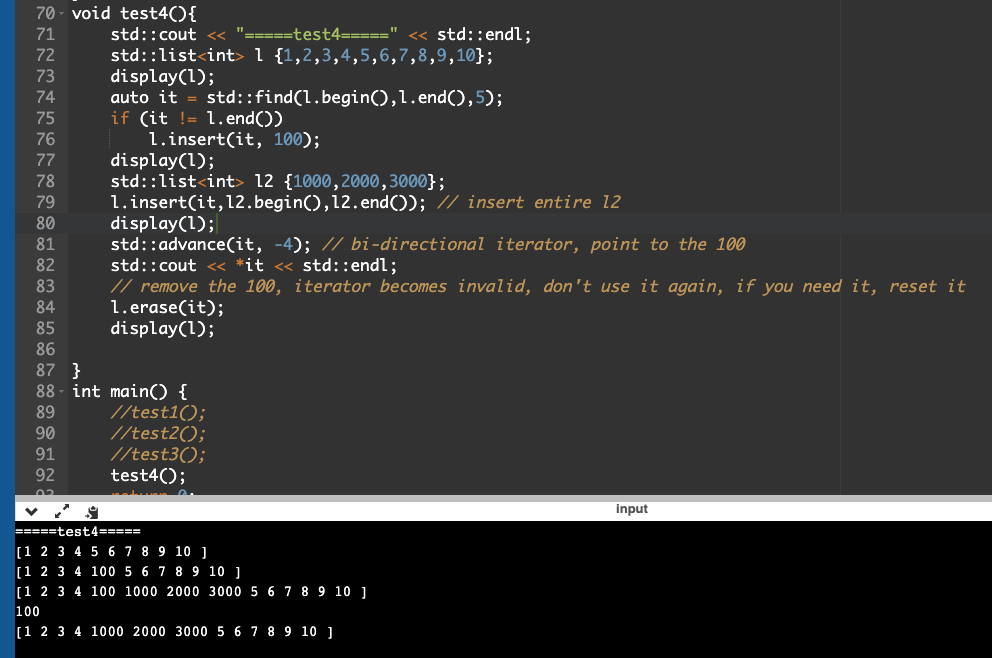 70 void test4(){
71 std::cout << "=====test4=====" << std::endl;
72 std::list<int> l {1,2,3,4,5,6,7,8,9,10};
73 display(l);
74 auto it = std::find(l.begin(),l.end(),5);
75 if (it != l.end())
76 l.insert(it, 100);
77 display(l);
78 std::list<int> l2 {1000,2000,3000};
79 l.insert(it,l2.begin(),l2.end()); // insert entire l2
80 display(l);
81 std::advance(it, -4); // bi-directional iterator, point to the 100
82 std::cout << *it << std::endl;
83 // remove the 100, iterator becomes invalid, don't use it again, if you need it, reset it
84 l.erase(it);
85 display(l);
86
87 }
88 int main() {
89 //test1();
90 //test2();
91 //test3();
92 test4();
93 return 0;
input
=====test4=====
[1 2 3 4 5 6 7 8 9 10 ]
[1 2 3 4 100 5 6 7 8 9 10 ]
[1 2 3 4 100 1000 2000 3000 5 6 7 8 9 10 ]
100
[1 2 3 4 1000 2000 3000 5 6 7 8 9 10 ]